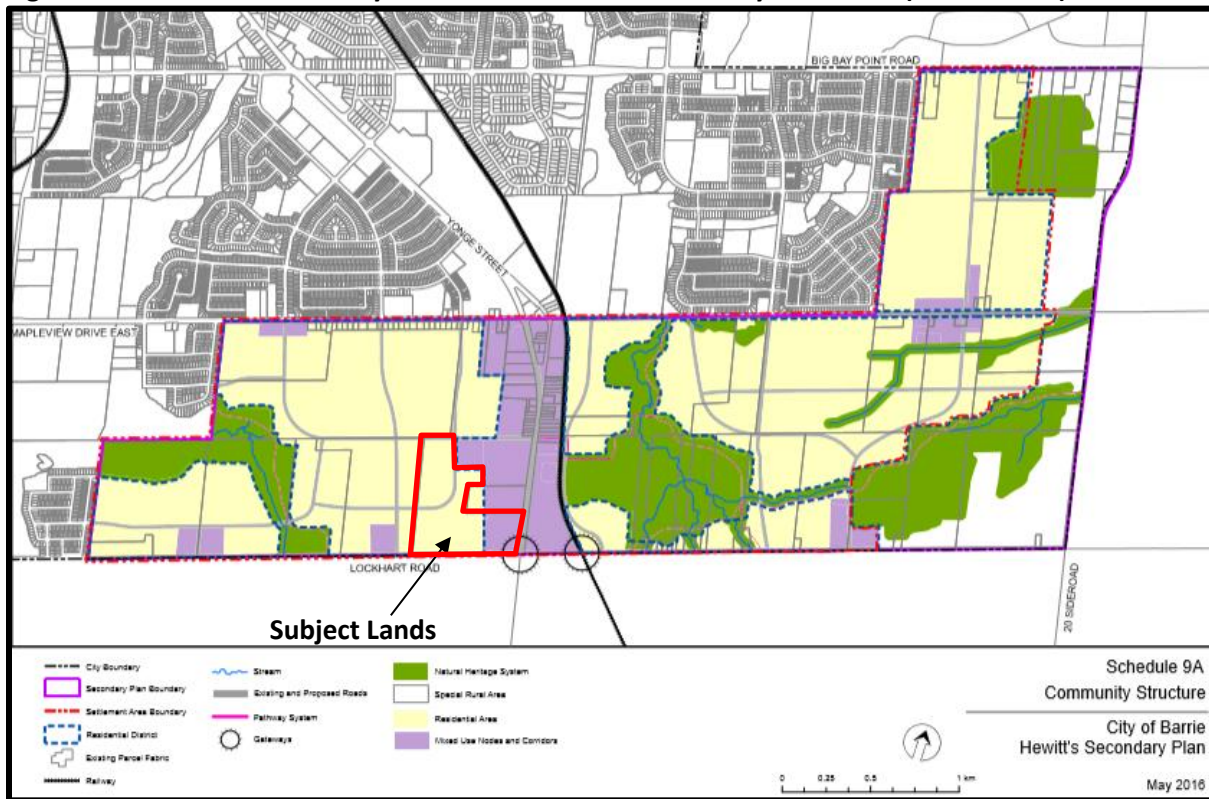 BIG BAY POINT ROAD
YONGE STREET
MAPLEVIEW DRIVE EAST
LOCKHART ROAD
20 SIDEROAD
Subject Lands
City Boundary
Secondary Plan Boundary
Settlement Area Boundary
Residential District
Existing Parcel Fabric
Railway
Stream
Existing and Proposed Roads
Pathway System
Gateways
Natural Heritage System
Special Rural Area
Residential Area
Mixed Use Nodes and Corridors
0 0.25 0.5 1 km
Schedule 9A
Community Structure
City of Barrie
Hewitt's Secondary Plan
May 2016